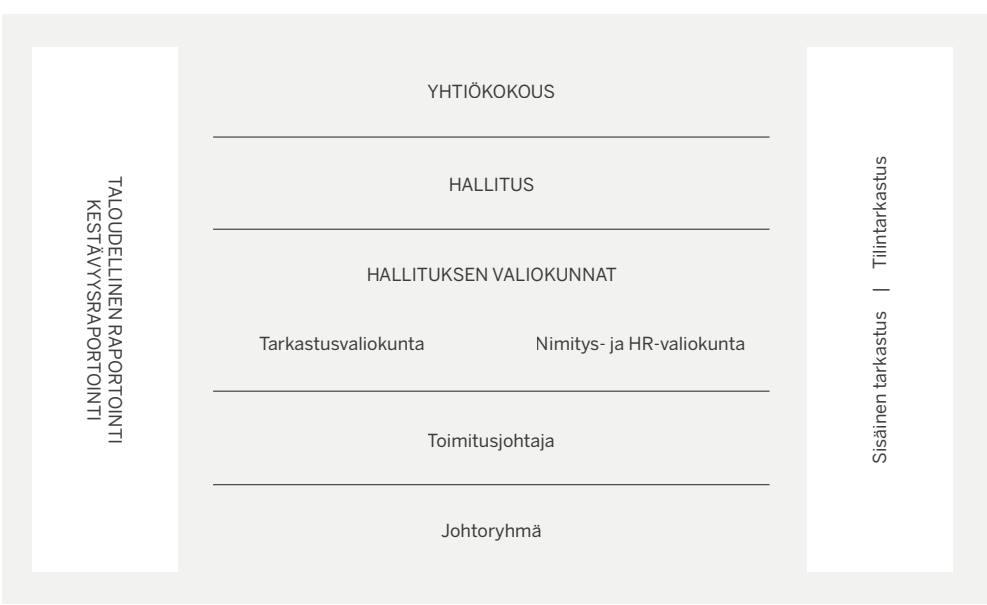 TALOUDELLINEN RAPORTOINTI
KESTÄVYYSRAPORTOINTI
YHTIÖKOKOUS
HALLITUS
HALLITUKSEN VALIOKUNNAT
Tarkastusvaliokunta
Nimitys- ja HR-valiokunta
Toimitusjohtaja
Johtoryhmä
Sisäinen tarkastus | Tilintarkastus